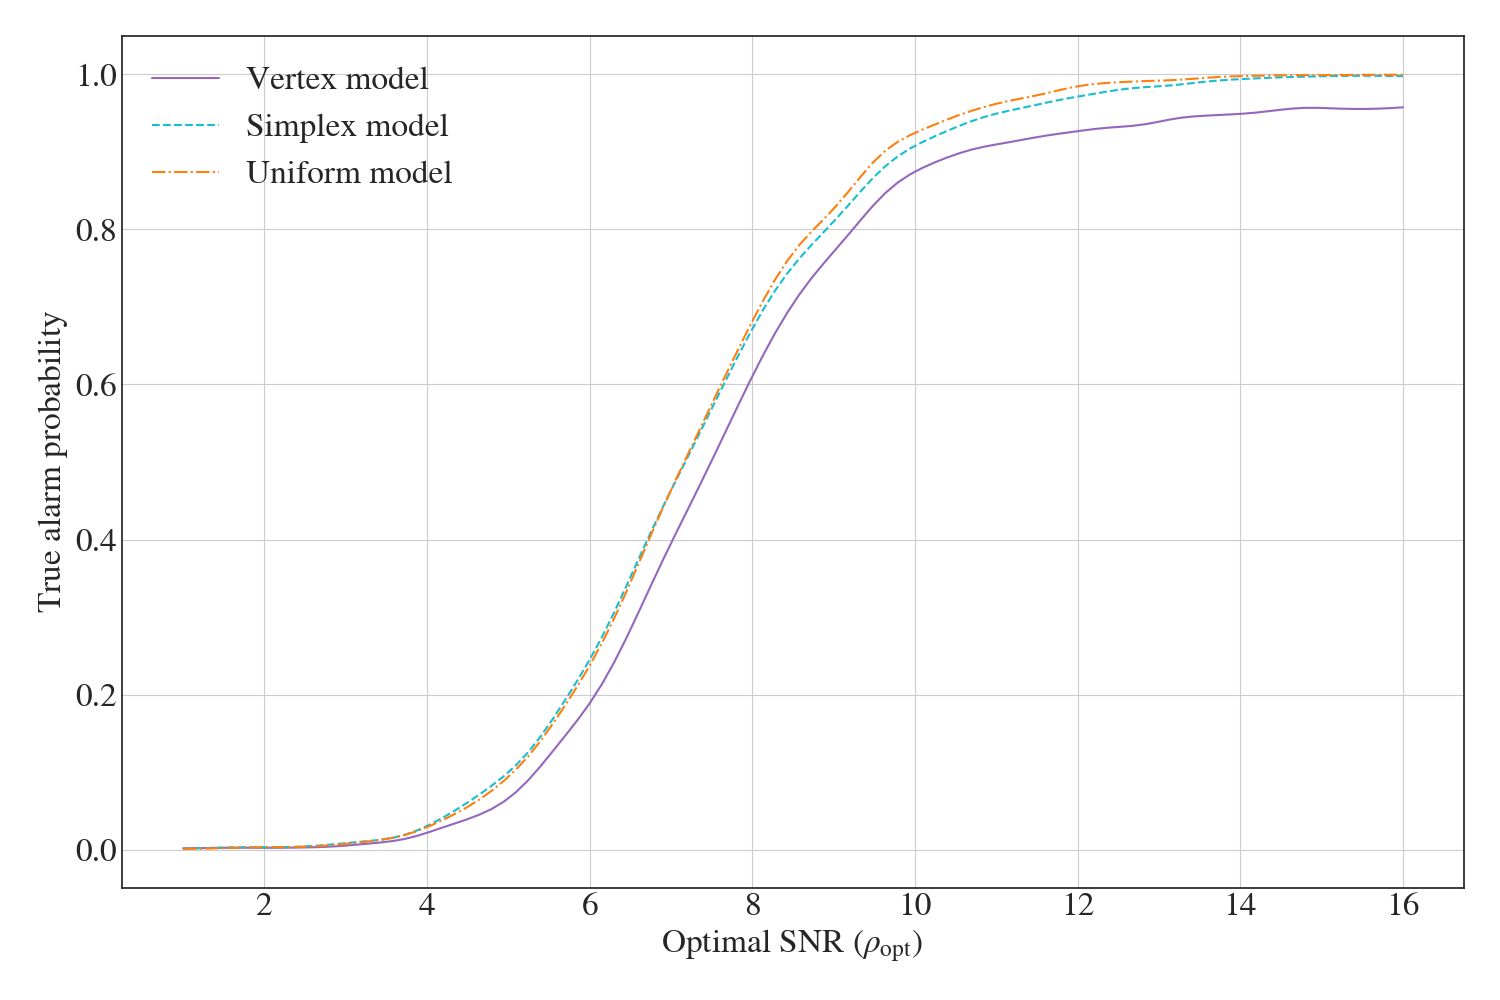 Vertex model
Simplex model
Uniform model
1.0
0.8
0.6
0.4
0.2
0.0
True alarm probability
2 4 6 8 10 12 14 16
Optimal SNR (ρopt)